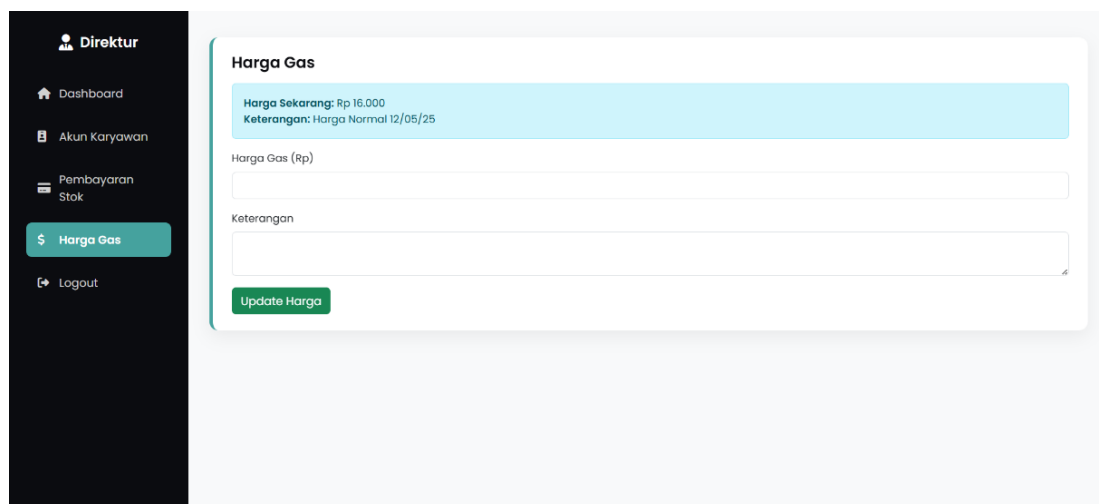 Direktur
Dashboard
Akun Karyawan
Pembayaran
Stok
$ Harga Gas
Logout
Harga Gas
Harga Sekarang: Rp 16.000
Keterangan: Harga Normal 12/05/25
Harga Gas (Rp)
Keterangan
Update Harga